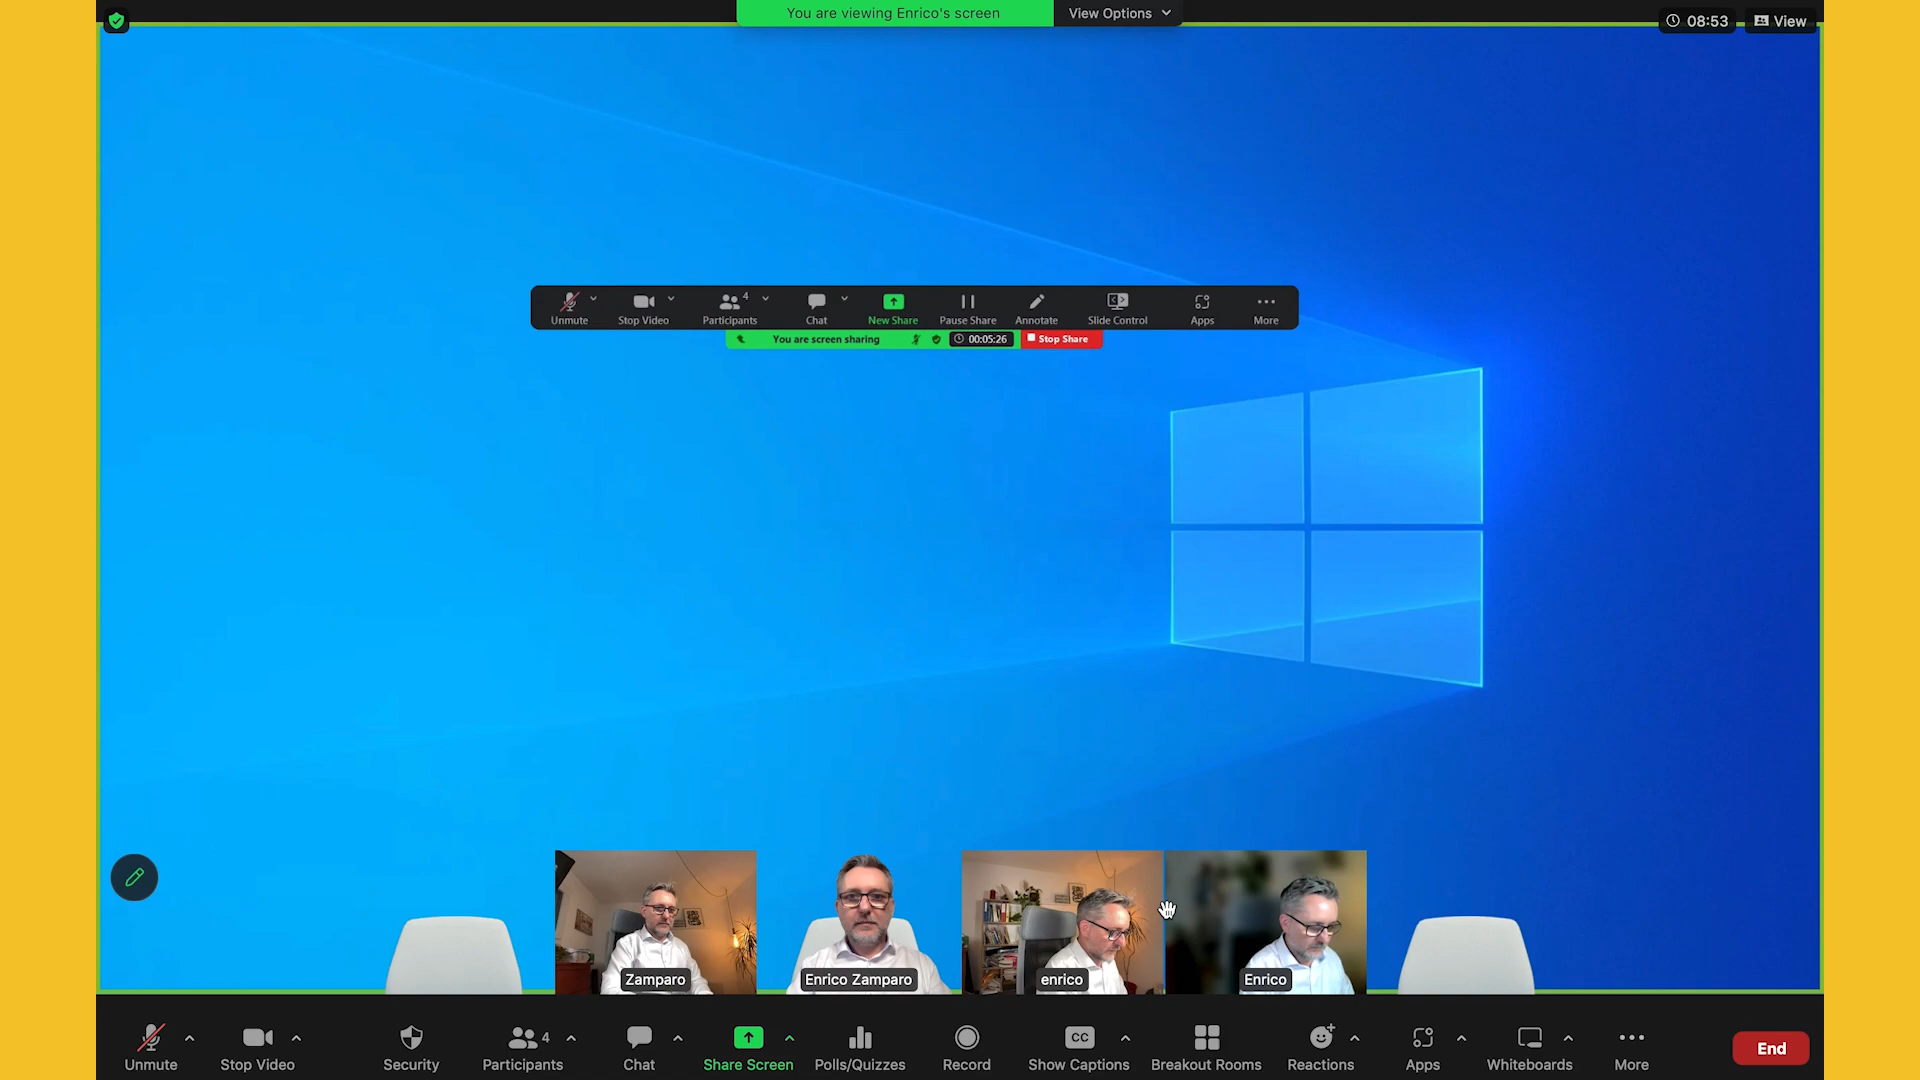 You are viewing Enrico's screen
View Options
08:53
View
4
Unmute
Stop Video
Participants
Chat
New Share
Pause Share
Annotate
Slide Control
Apps
More
You are screen sharing
00:05:26
Stop Share
Zamparo
Enrico Zamparo
enrico
Enrico
4
CC
Unmute
Stop Video
Security
Participants
Chat
Share Screen
Polls/Quizzes
Record
Show Captions
Breakout Rooms
Reactions
Apps
Whiteboards
More
End